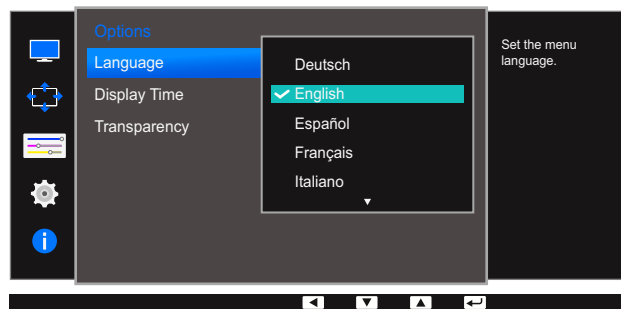 Options
Language
Display Time
Transparency
Deutsch
English
Español
Français
Italiano
Set the menu
language.